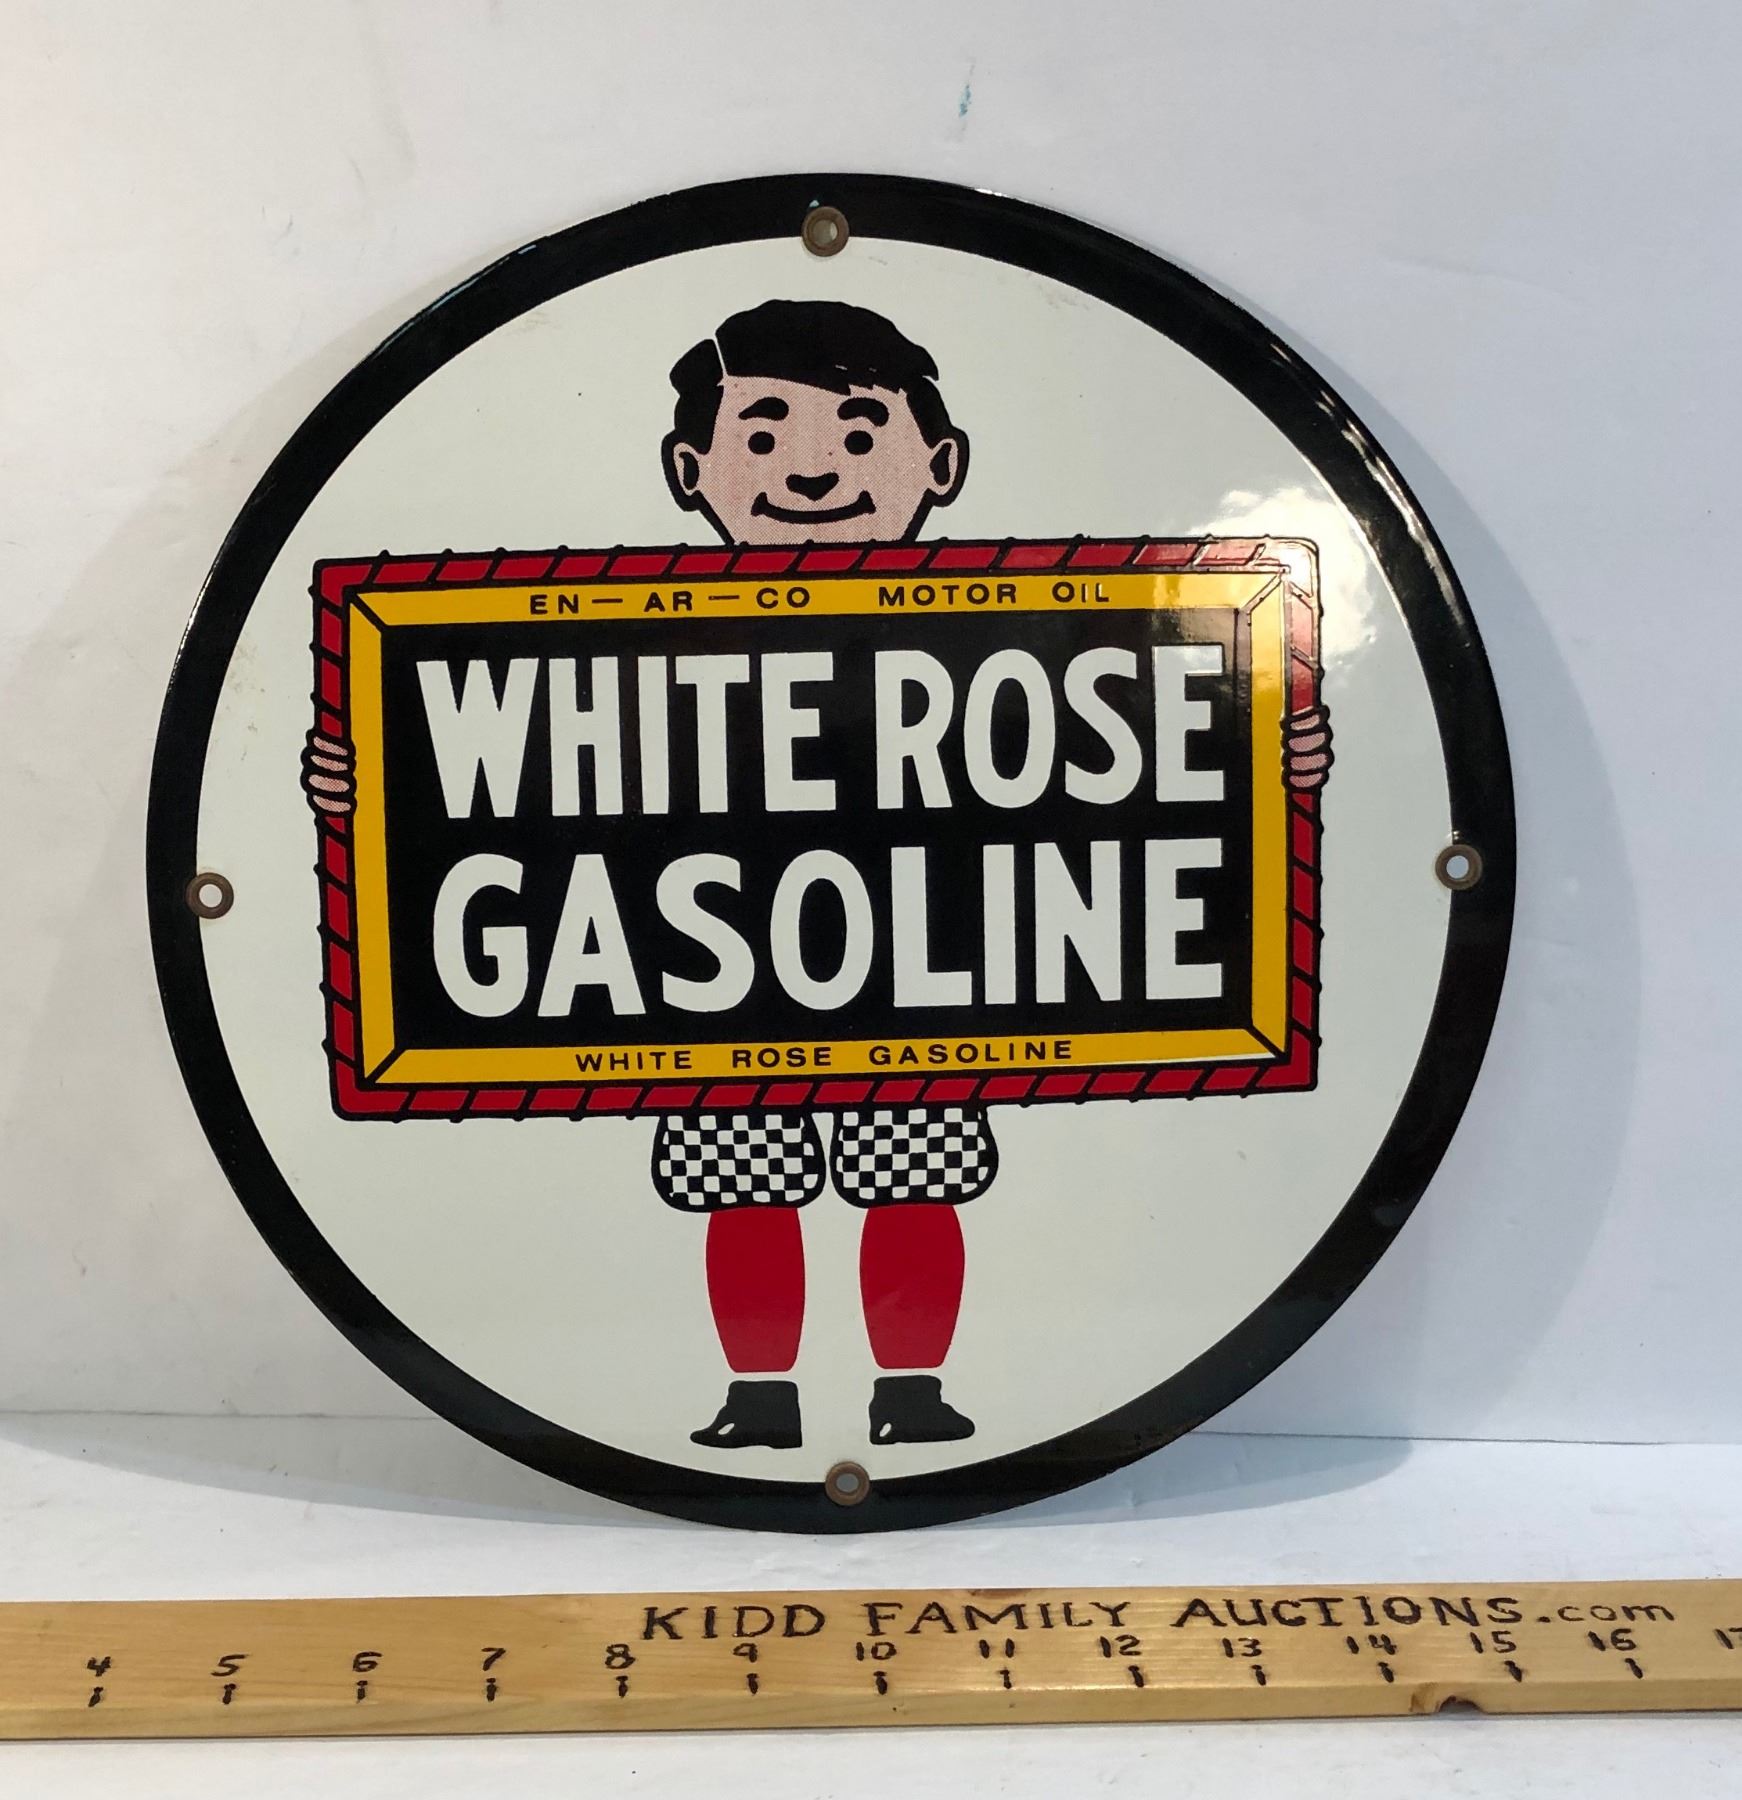 EN-AR-CO MOTOR OIL
WHITE ROSE
GASOLINE
WHITE ROSE GASOLINE
KIDD FAMILY AUCTIONS.com
4 5 6 7 8 9 10 11 12 13 14 15 16 17